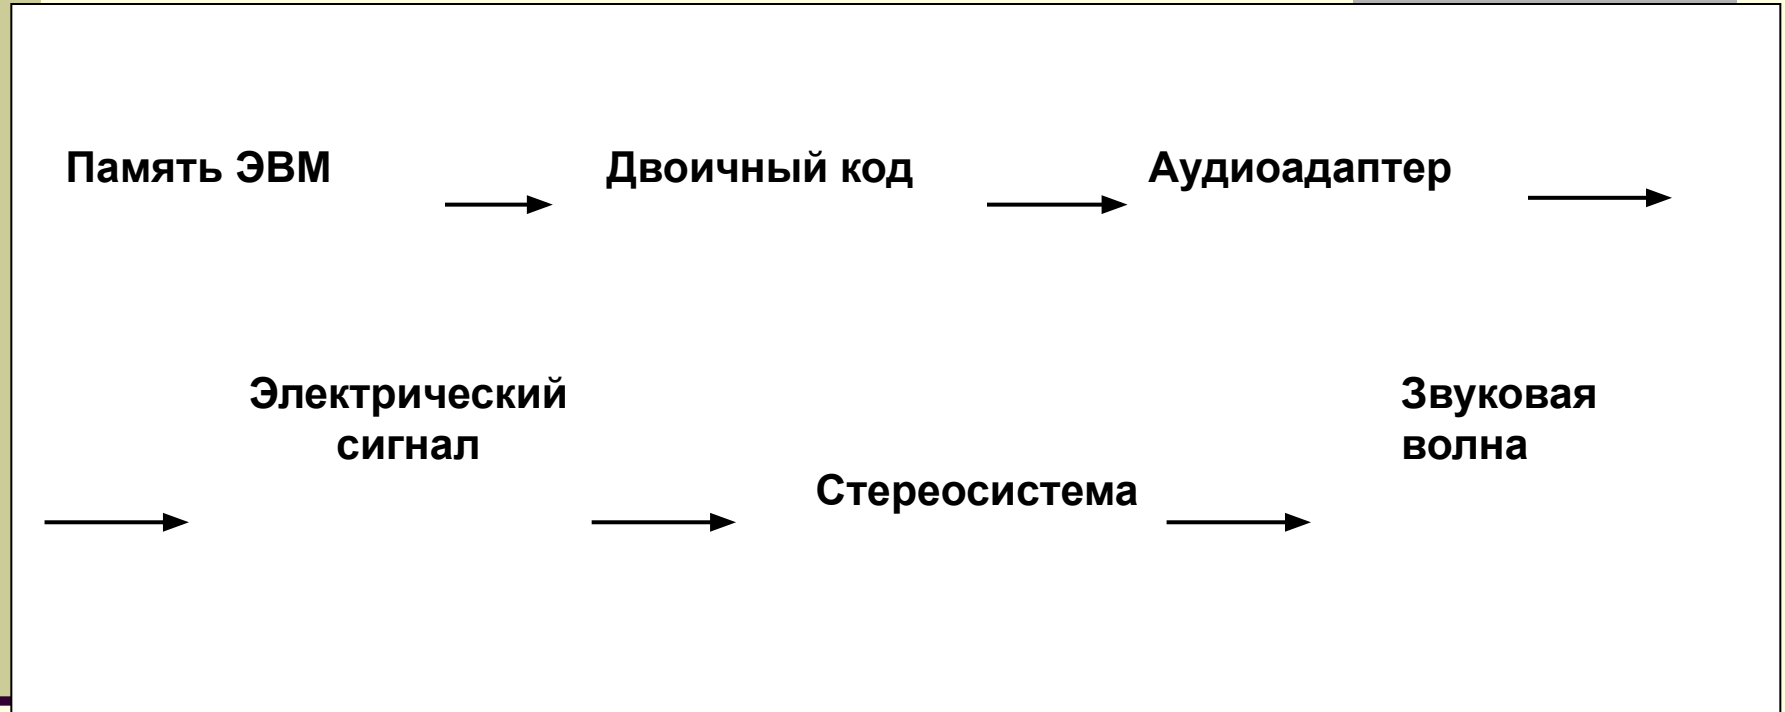 Память ЭВМ
Двоичный код
Аудиоадаптер
Электрический
сигнал
Стереосистема
Звуковая
волна